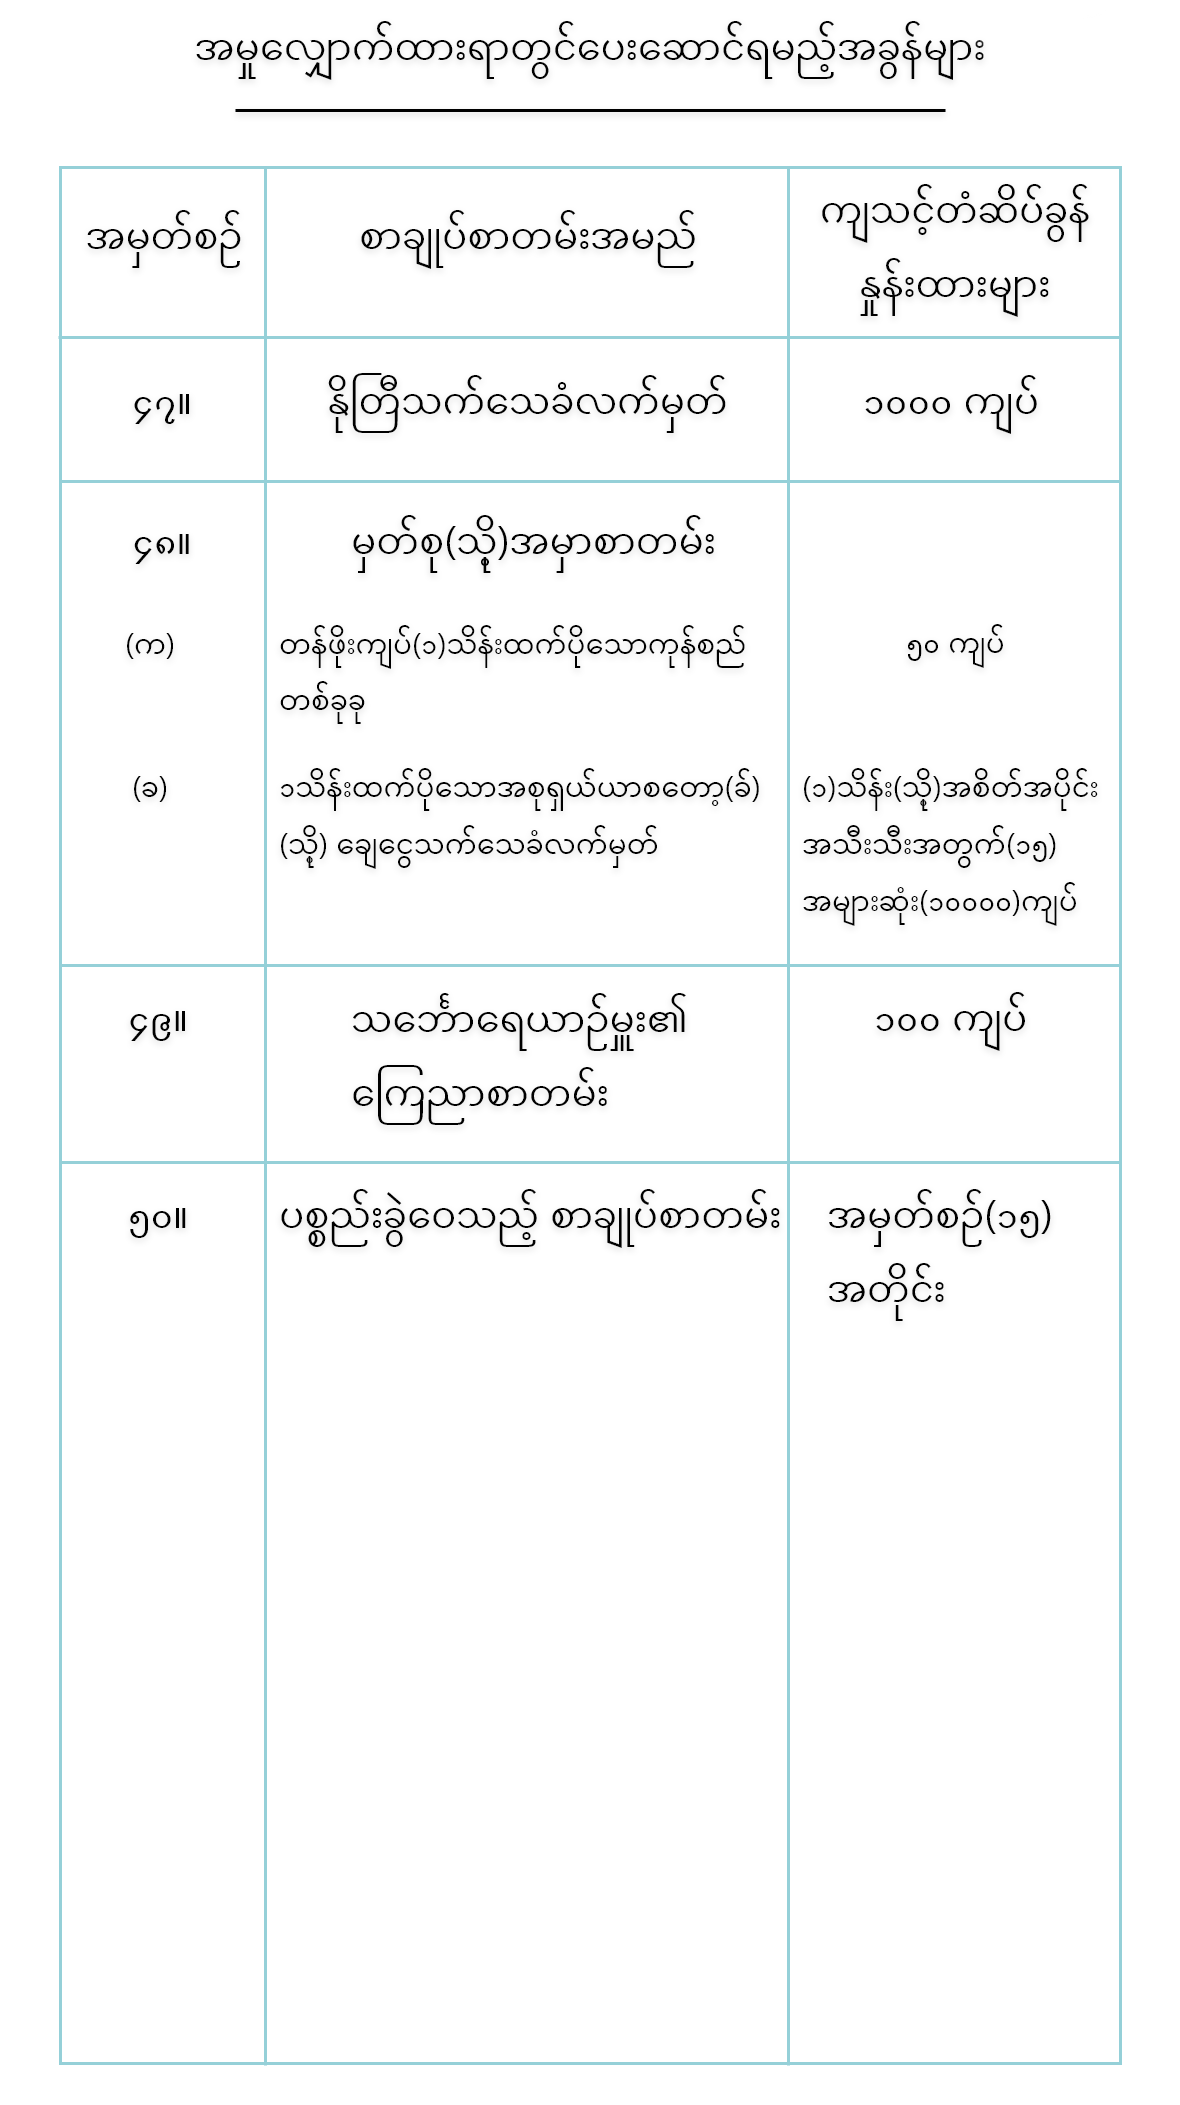 အမှုလျှောက်ထားရာတွင်ပေးဆောင်ရမည့်အခွန်များ
အမှတ်စဉ်
စာချုပ်စာတမ်းအမည်
ကျသင့်တံဆိပ်ခွန်
နှုန်းထားများ
၄၇။
နိုတြီသက်သေခံလက်မှတ်
၁၀၀၀ ကျပ်
၄၈။
မှတ်စု(သို့)အမှာစာတမ်း
(က)
တန်ဖိုးကျပ်(၁)သိန်းထက်ပိုသောကုန်စည်
တစ်ခုခု
၅၀ ကျပ်
(ခ)
၁သိန်းထက်ပိုသောအစုရှယ်ယာစတော့(ခ်)
(သို့) ချေငွေသက်သေခံလက်မှတ်
(၁)သိန်း(သို့)အစိတ်အပိုင်း
အသီးသီးအတွက်(၁၅)
အများဆုံး(၁၀၀၀၀)ကျပ်
၄၉။
သင်္ဘောရေယာဉ်မှူး၏
ကြေညာစာတမ်း
၁၀၀ ကျပ်
၅၀။
ပစ္စည်းခွဲဝေသည့် စာချုပ်စာတမ်း
အမှတ်စဉ်(၁၅)
အတိုင်း